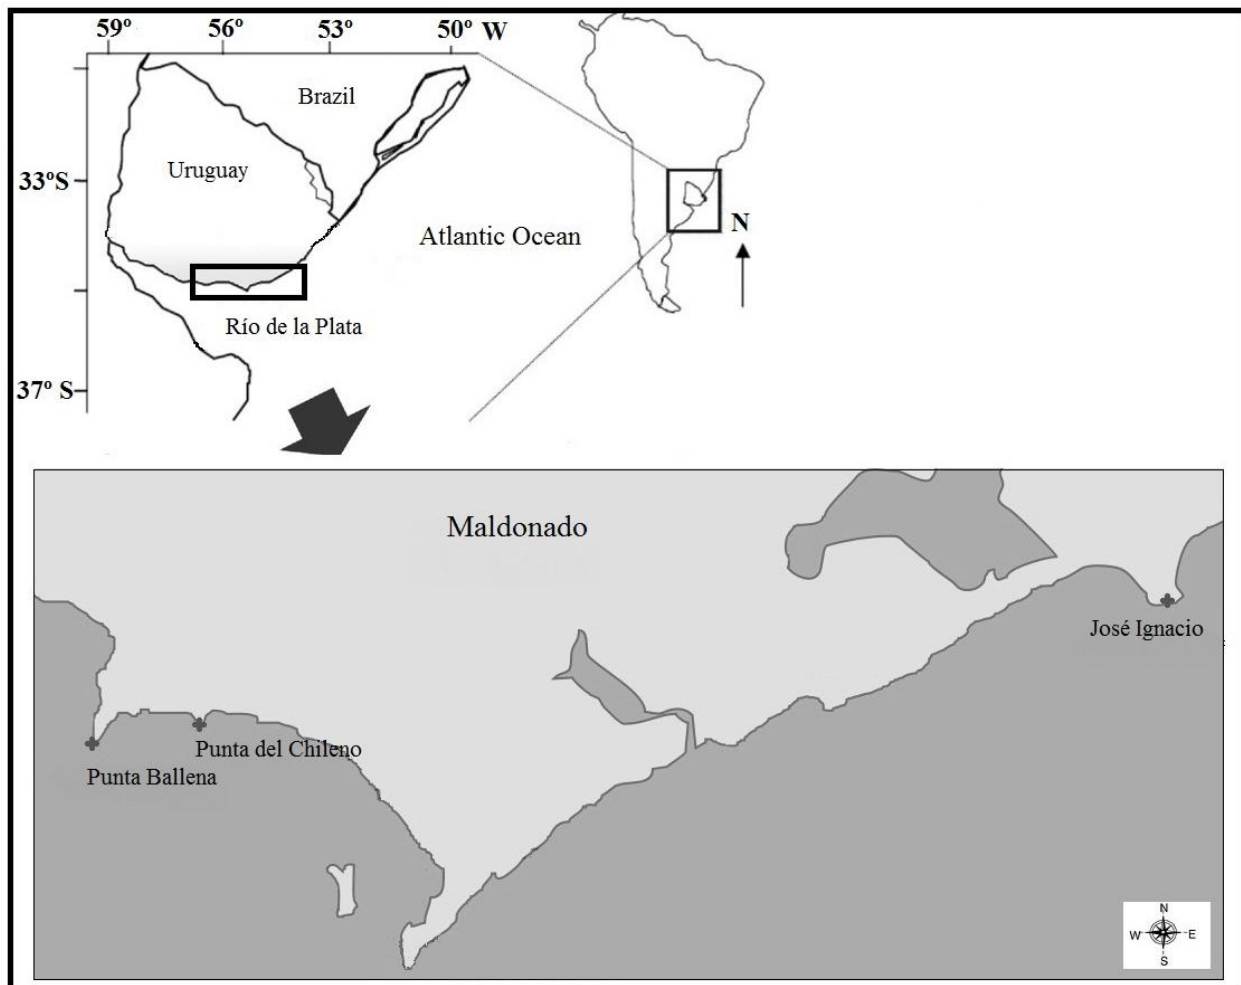 59º 56º 53º 50º W
Brazil
Uruguay
33ºS
Atlantic Ocean
N
Río de la Plata
37º S
Maldonado
José Ignacio
Punta del Chileno
Punta Ballena
N
W E
S